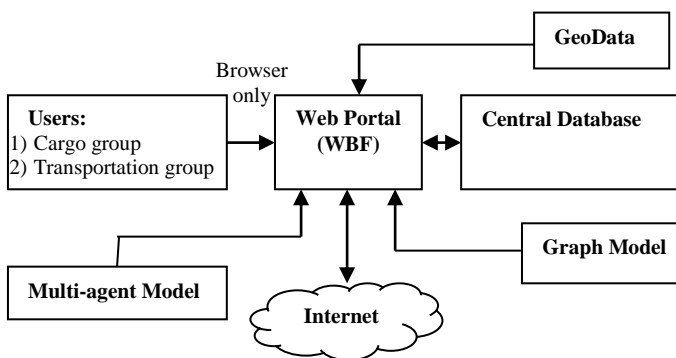 GeoData
Browser
only
Users:
1) Cargo group
2) Transportation group
Web Portal
(WBF)
Central Database
Graph Model
Multi-agent Model
Internet